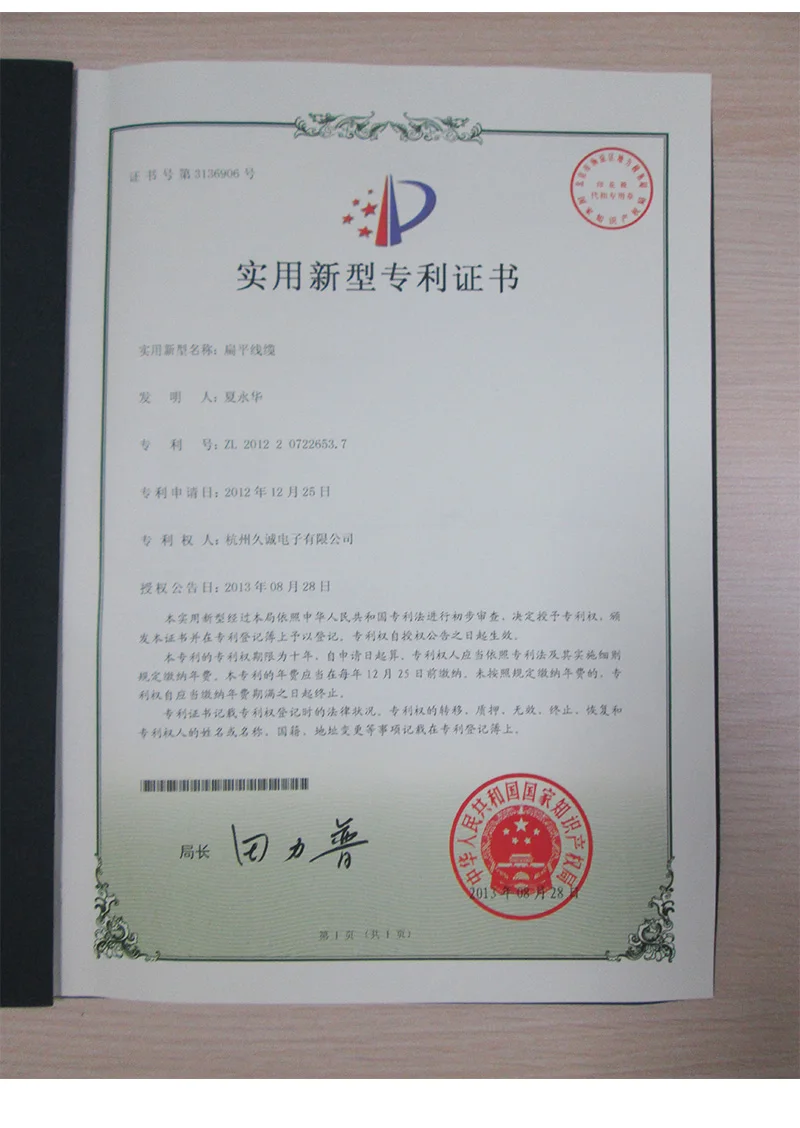 证书号第3136906号
实用新型专利证书
实用新型名称：扁平线缆
发 明 人：夏永华
专 利 号：ZL 2012 2 0722653.7
专利申请日：2012年12月25日
专 利 权 人：杭州久诚电子有限公司
授权公告日：2013年08月28日
本实用新型经过本局依照中华人民共和国专利法进行初步审查，决定授予专利权，颁
发本证书并在专利登记簿上予以登记，专利权自授权公告之日起生效。
本专利的专利权期限为十年，自申请日起算。专利权人应当依照专利法及其实施细则
规定缴纳年费。本专利的年费应当在每年12月25日前缴纳。未按照规定缴纳年费的，专
利权自应当缴纳年费期满之日起终止。
专利证书记载专利权登记时的法律状况。专利权的转移、质押、无效、终止、恢复和
专利权人的姓名或名称、国籍、地址变更等事项记载在专利登记簿上。
局长 田力普
中华人民共和国国家知识产权局
2013年08月28日
第1页（共1页）